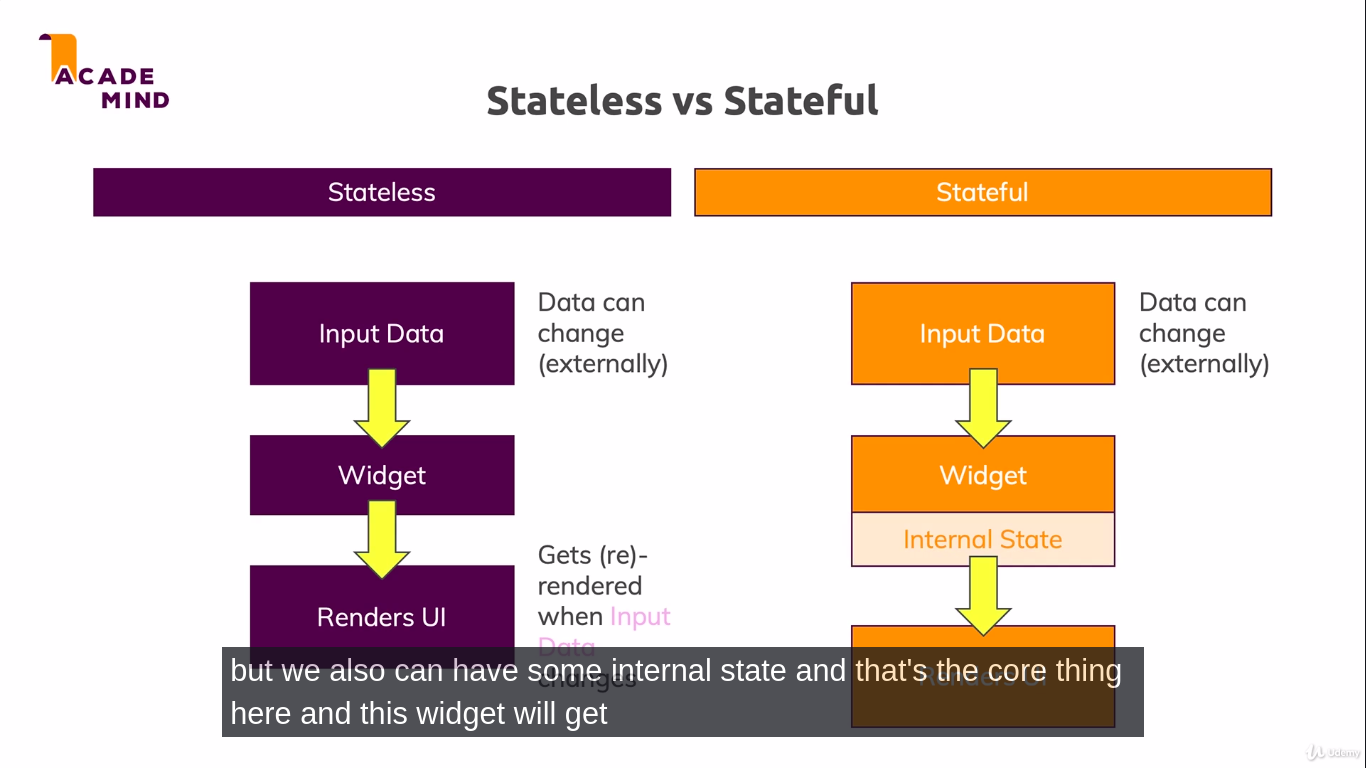 ACADE
MIND
Stateless vs Stateful
Stateless
Stateful
Input Data
Data can
change
(externally)
Widget
Gets (re)-
rendered
when Input
Data
changes
Renders UI
Input Data
Data can
change
(externally)
Widget
Internal State
Renders UI
but we also can have some internal state and that's the core thing
here and this widget will get
Udemy